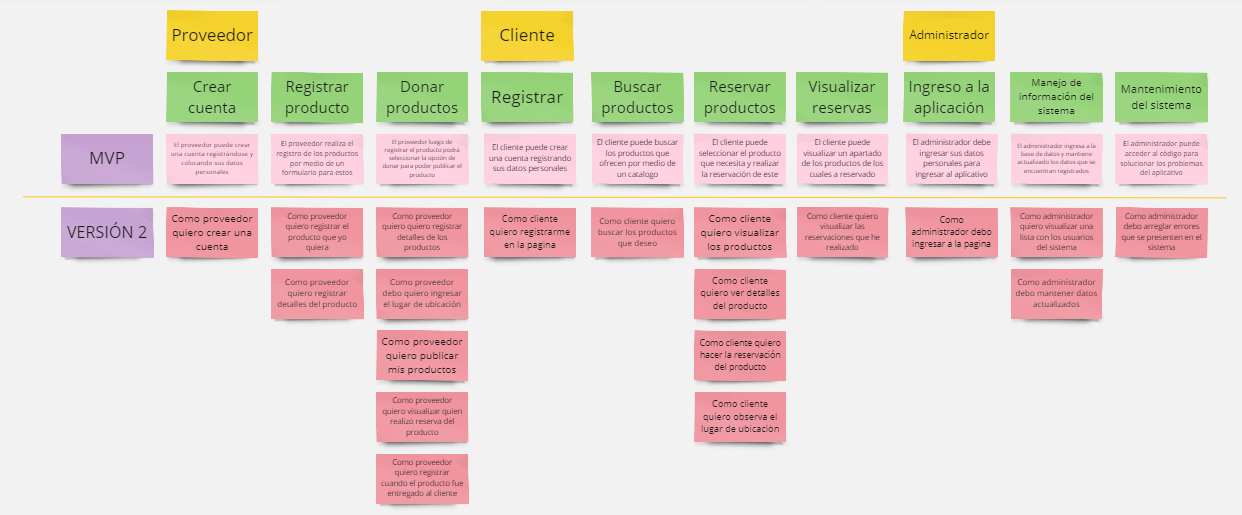 Proveedor
Cliente
Administrador
Crear
cuenta
Registrar
producto
Donar
productos
Registrar
Buscar
productos
Reservar
productos
Visualizar
reservas
Ingreso a la
aplicación
Manejo de
información del
sistema
Mantenimiento
del sistema
MVP
El proveedor puede crear
una cuenta registrándose y
colocando sus datos
personales
El proveedor realiza el
registro de los productos
por medio de un
formulario para estos
El proveedor luego de
registrar el producto podrá
seleccionar la opción de
donar para poder publicar el
producto
El cliente puede crear
una cuenta registrando
sus datos personales
El cliente puede buscar
los productos que
ofrecen por medio de
un catalogo
El cliente puede
seleccionar el producto
que necesita y realizar
la reservación de este
El cliente puede
visualizar un apartado
de los productos de los
cuales a reservado
El administrador debe
ingresar sus datos
personales para
ingresar al aplicativo
El administrador ingresa a la
base de datos y mantiene
actualizado los datos que se
encuentran registrados
El administrador puede
acceder al código para
solucionar los problemas
del aplicativo
VERSIÓN 2
Como proveedor
quiero crear una
cuenta
Como proveedor
quiero registrar el
producto que yo
quiera
Como proveedor
quiero quiero registrar
detalles de los
productos
Como cliente
quiero registrarme
en la pagina
Como cliente quiero
buscar los productos
que deseo
Como cliente
quiero visualizar
los productos
Como cliente quiero
visualizar las
reservaciones que he
realizado
Como
administrador debo
ingresar a la pagina
Como administrador
quiero visualizar una
lista con los usuarios
del sistema
Como administrador
debo arreglar errores
que se presenten en el
sistema
Como proveedor
quiero registrar
detalles del producto
Como proveedor
debo quiero ingresar
el lugar de ubicación
Como cliente
quiero ver detalles
del producto
Como administrador
debo mantener datos
actualizados
Como proveedor
quiero publicar
mis productos
Como cliente quiero
hacer la reservación
del producto
Como proveedor
quiero visualizar quien
realizo reserva del
producto
Como cliente
quiero observa el
lugar de ubicación
Como proveedor
quiero registrar
cuando el producto fue
entregado al cliente